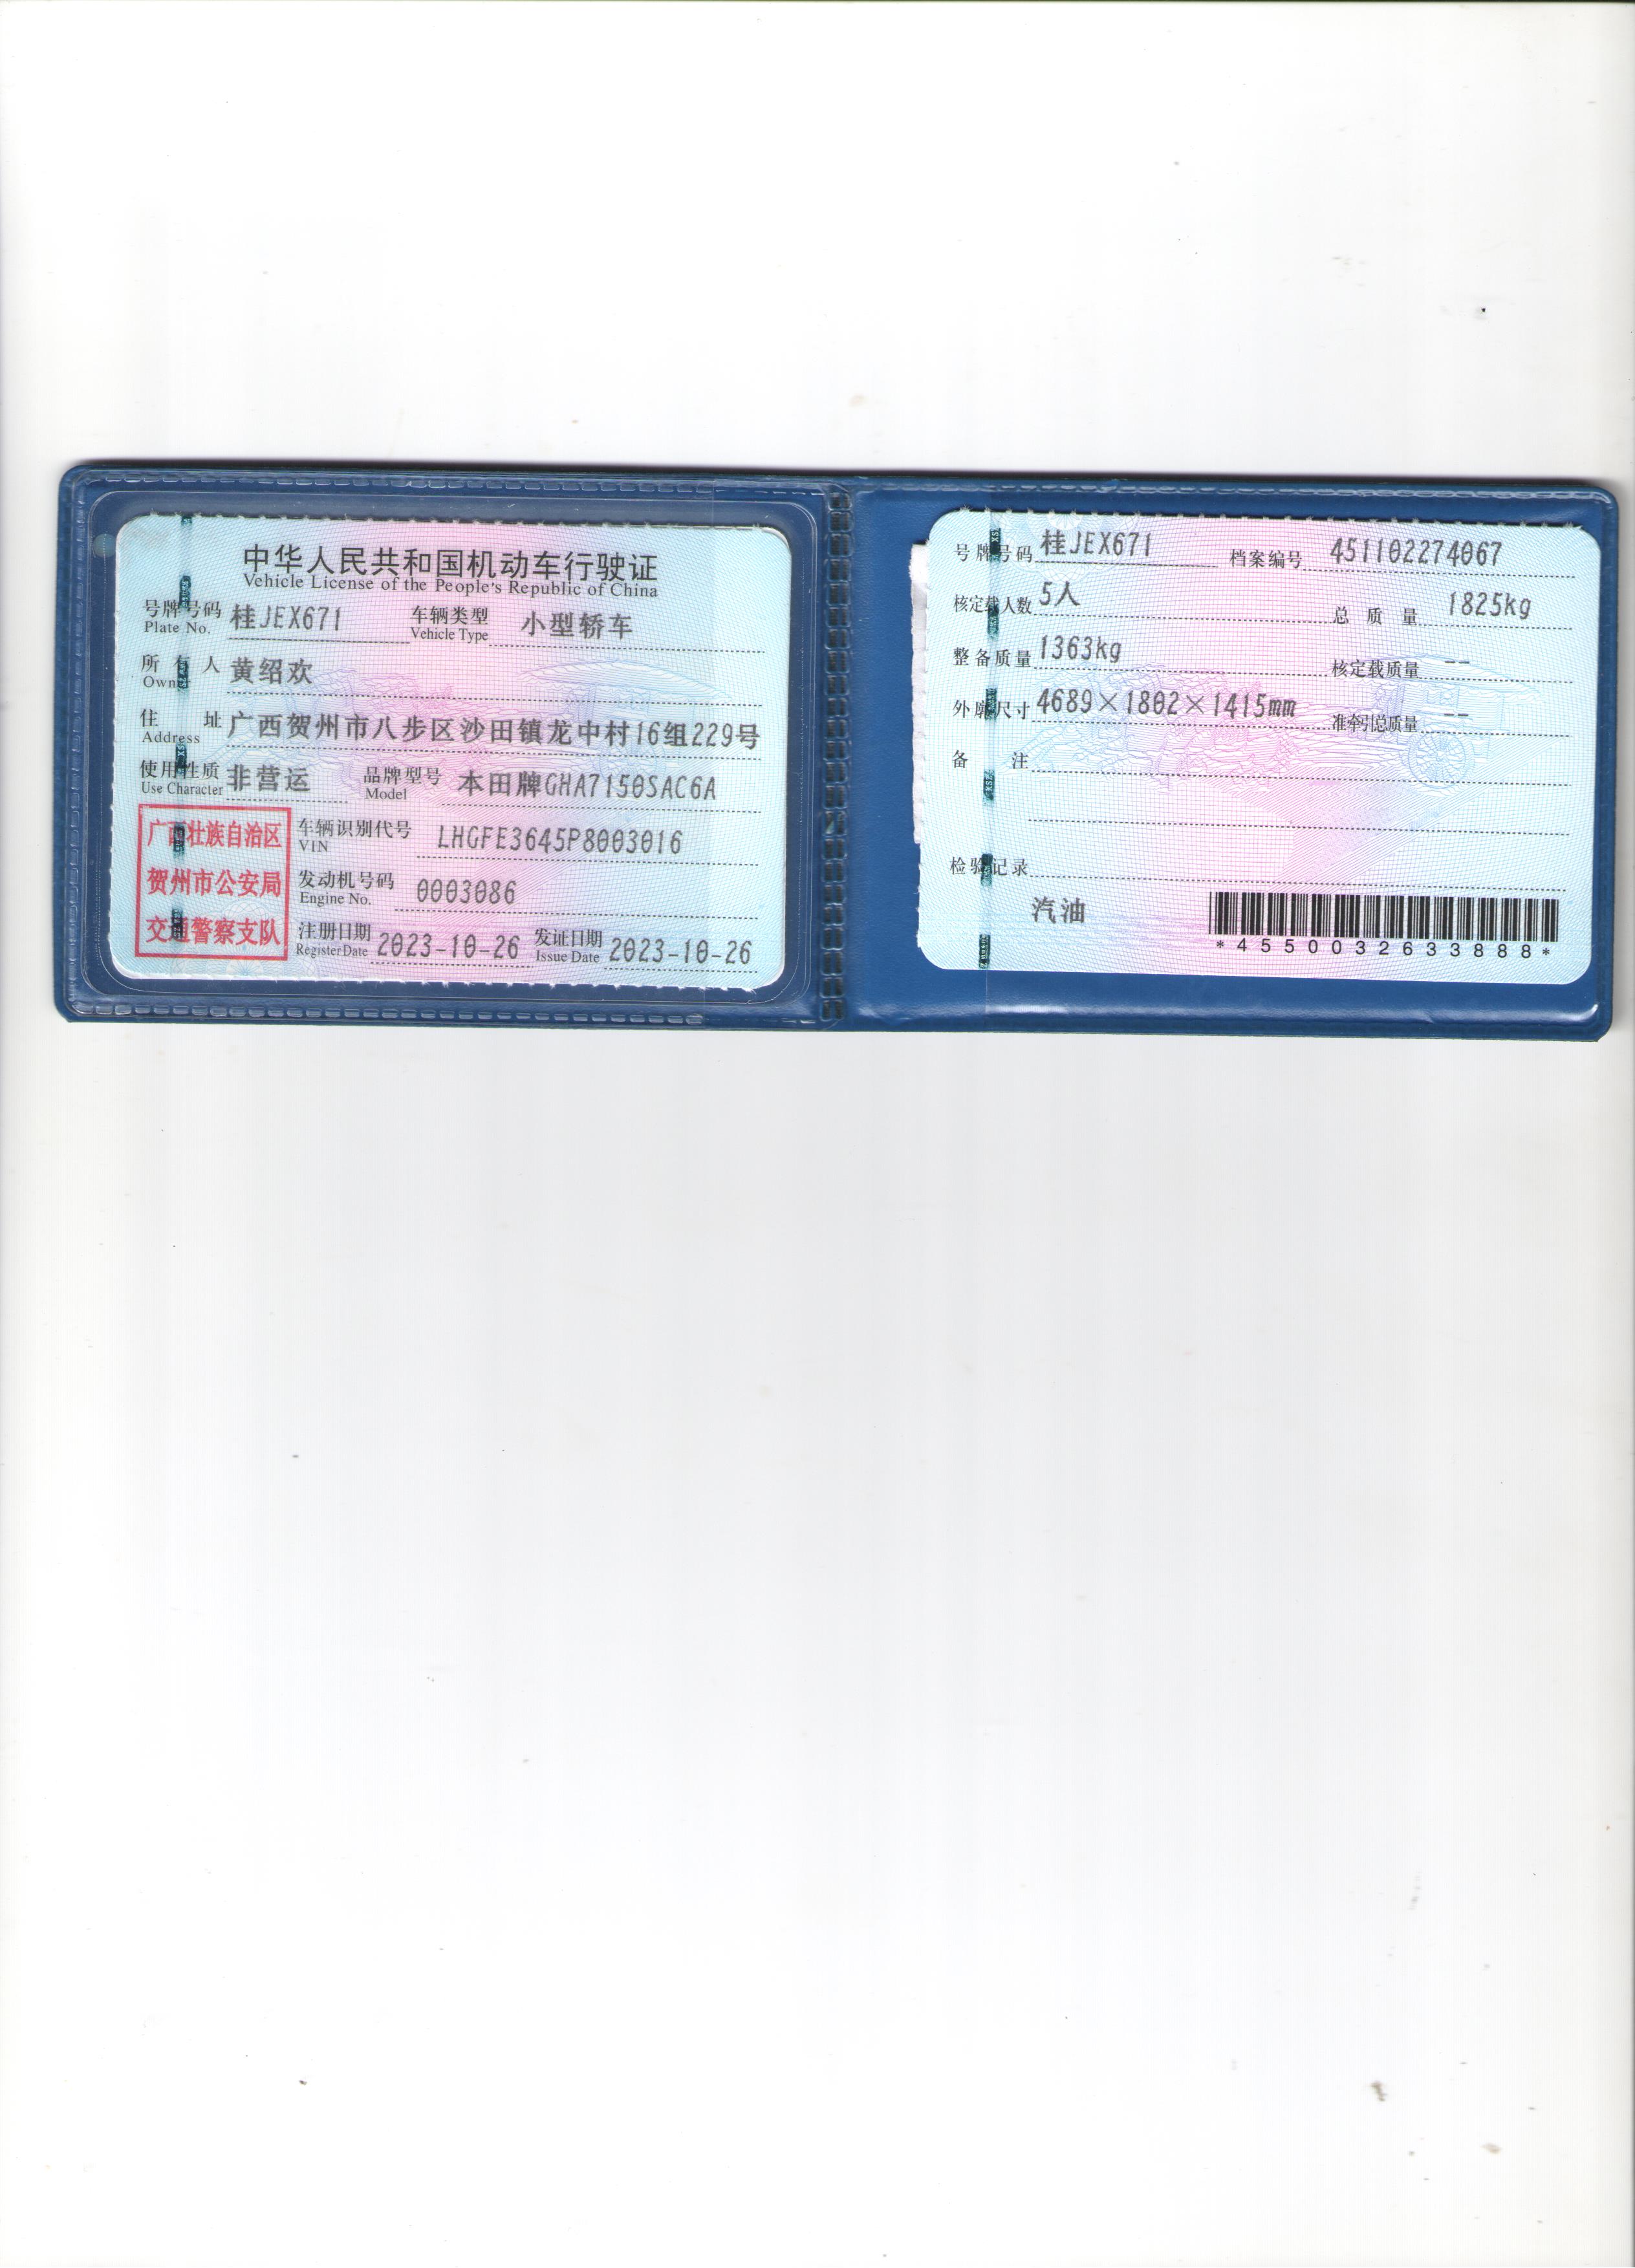 中华人民共和国机动车行驶证
Vehicle License of the People's Republic of China
号牌号码 桂JEX671 车辆类型 小型轿车
Plate No. Vehicle Type
所有人 黄绍欢
Owner
住址 广西贺州市八步区沙田镇龙中村16组229号
Address
使用性质 非营运 品牌型号 本田牌GHA7150SAC6A
Use Character Model
广西壮族自治区
贺州市公安局
交通警察支队
车辆识别代号 LHGFE3645P8003016
VIN
发动机号码 0003086
Engine No.
注册日期 2023-10-26 发证日期 2023-10-26
Register Date Issue Date
号牌号码 桂JEX671 档案编号 451102274067
核定载人数 5人 总质量 1825kg
整备质量 1363kg 核定载质量 --
外廓尺寸 4689×1802×1415mm 准牵引总质量 --
备注
检验记录
汽油
*4550032633888*